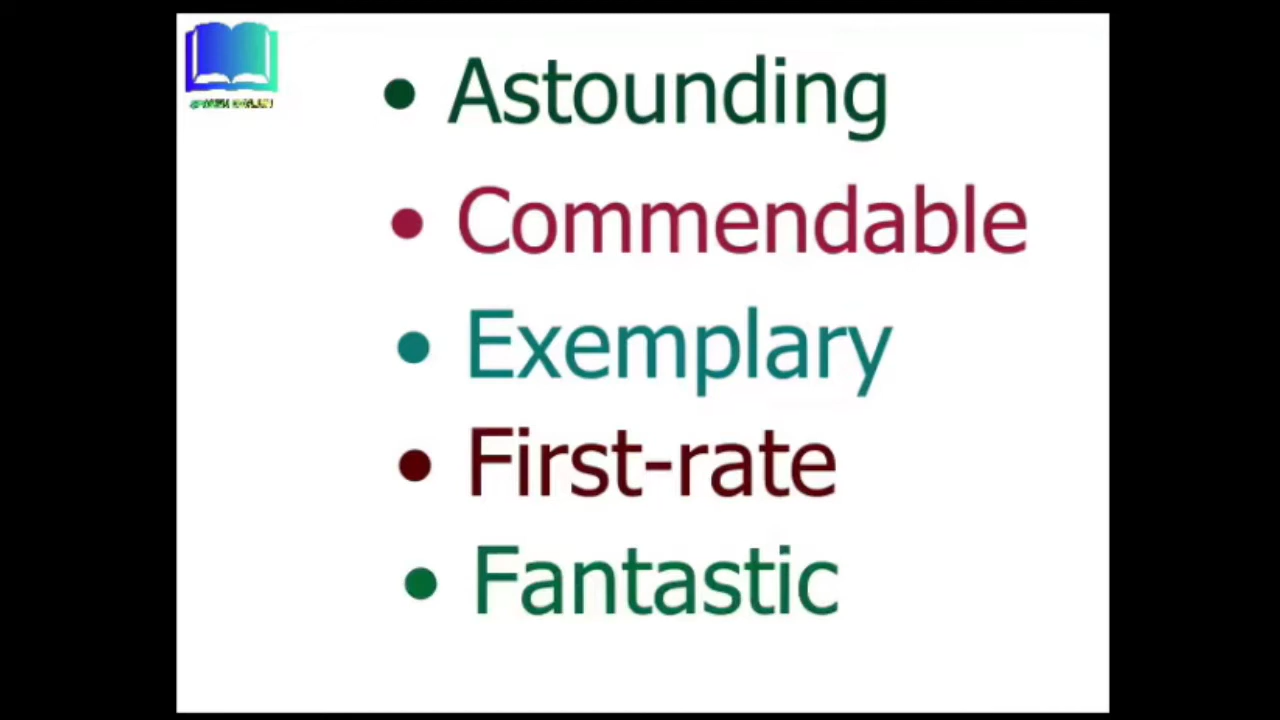 • Astounding
• Commendable
• Exemplary
• First-rate
• Fantastic